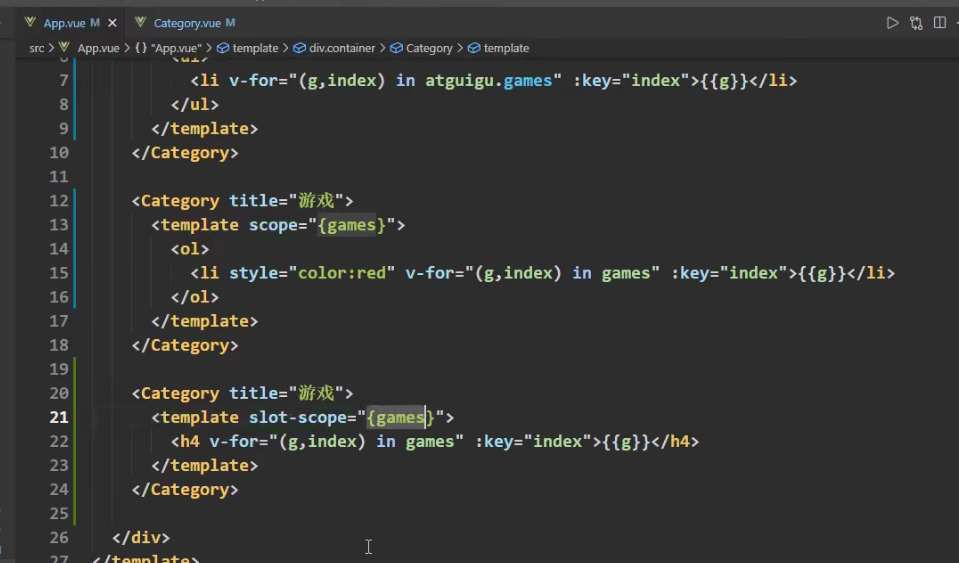 App.vue M × Category.vue M
src > App.vue > {} "App.vue" > template > div.container > Category > template
6 <ul>
7 <li v-for="(g,index) in atguigu.games" :key="index">{{g}}</li>
8 </ul>
9 </template>
10 </Category>
11
12 <Category title="游戏">
13 <template scope="{games}">
14 <ol>
15 <li style="color:red" v-for="(g,index) in games" :key="index">{{g}}</li>
16 </ol>
17 </template>
18 </Category>
19
20 <Category title="游戏">
21 <template slot-scope="{games}">
22 <h4 v-for="(g,index) in games" :key="index">{{g}}</h4>
23 </template>
24 </Category>
25
26 </div>
27 </template>